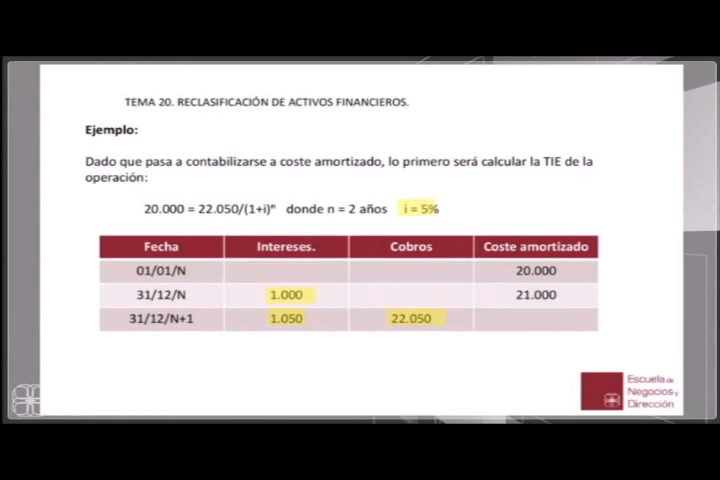 TEMA 20. RECLASIFICACIÓN DE ACTIVOS FINANCIEROS.
Ejemplo:
Dado que pasa a contabilizarse a coste amortizado, lo primero será calcular la TIE de la
operación:
20.000 = 22.050/(1+i)ⁿ donde n = 2 años i = 5%
Fecha Intereses. Cobros Coste amortizado
01/01/N 20.000
31/12/N 1.000 21.000
31/12/N+1 1.050 22.050
Escuela de
Negocios y
Dirección